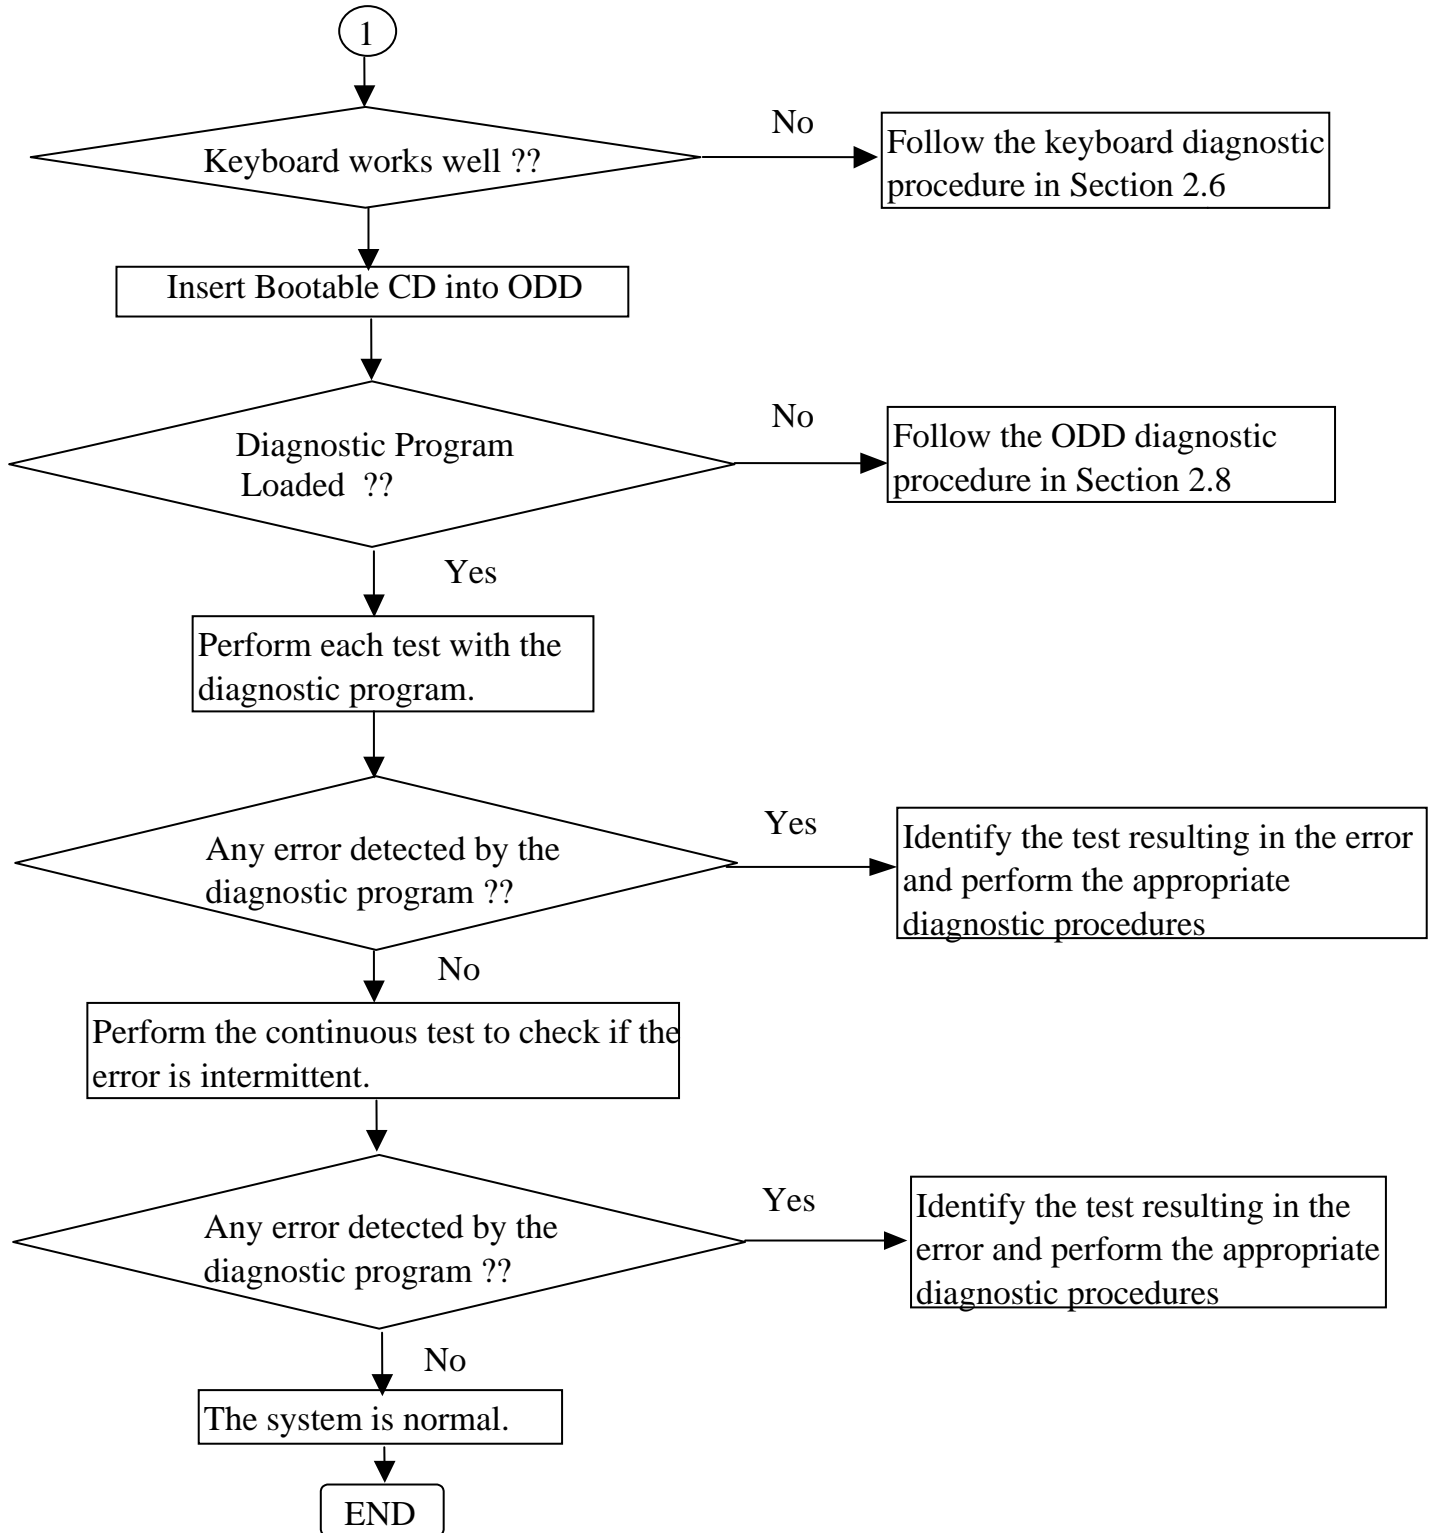 1
Keyboard works well ??
No
Follow the keyboard diagnostic
procedure in Section 2.6
Insert Bootable CD into ODD
Diagnostic Program
Loaded ??
No
Follow the ODD diagnostic
procedure in Section 2.8
Yes
Perform each test with the
diagnostic program.
Any error detected by the
diagnostic program ??
Yes
Identify the test resulting in the error
and perform the appropriate
diagnostic procedures
No
Perform the continuous test to check if the
error is intermittent.
Any error detected by the
diagnostic program ??
Yes
Identify the test resulting in the
error and perform the appropriate
diagnostic procedures
No
The system is normal.
END